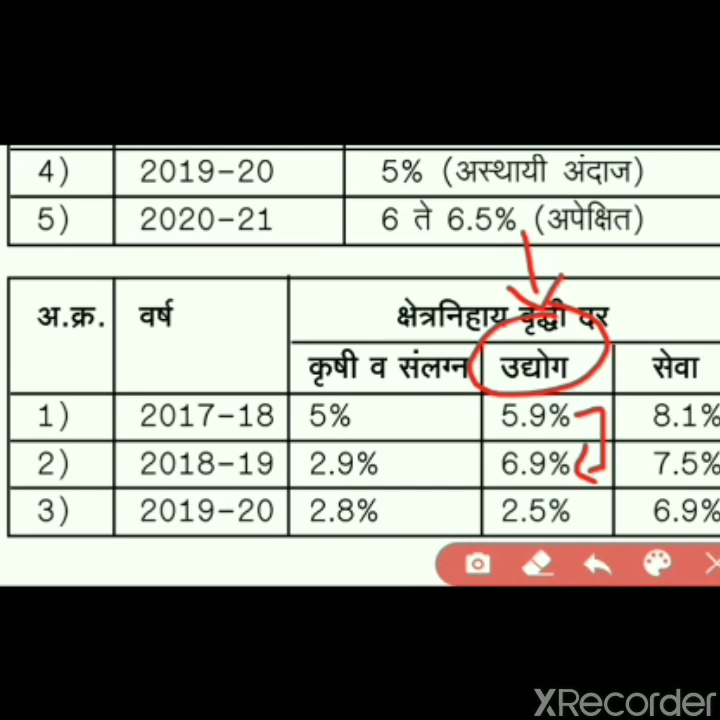 4) 2019-20 5% (अस्थायी अंदाज)
5) 2020-21 6 ते 6.5% (अपेक्षित)
अ.क्र. वर्ष क्षेत्रनिहाय वृद्धी दर
कृषी व संलग्न उद्योग सेवा
1) 2017-18 5% 5.9% 8.1%
2) 2018-19 2.9% 6.9% 7.5%
3) 2019-20 2.8% 2.5% 6.9%
XRecorder